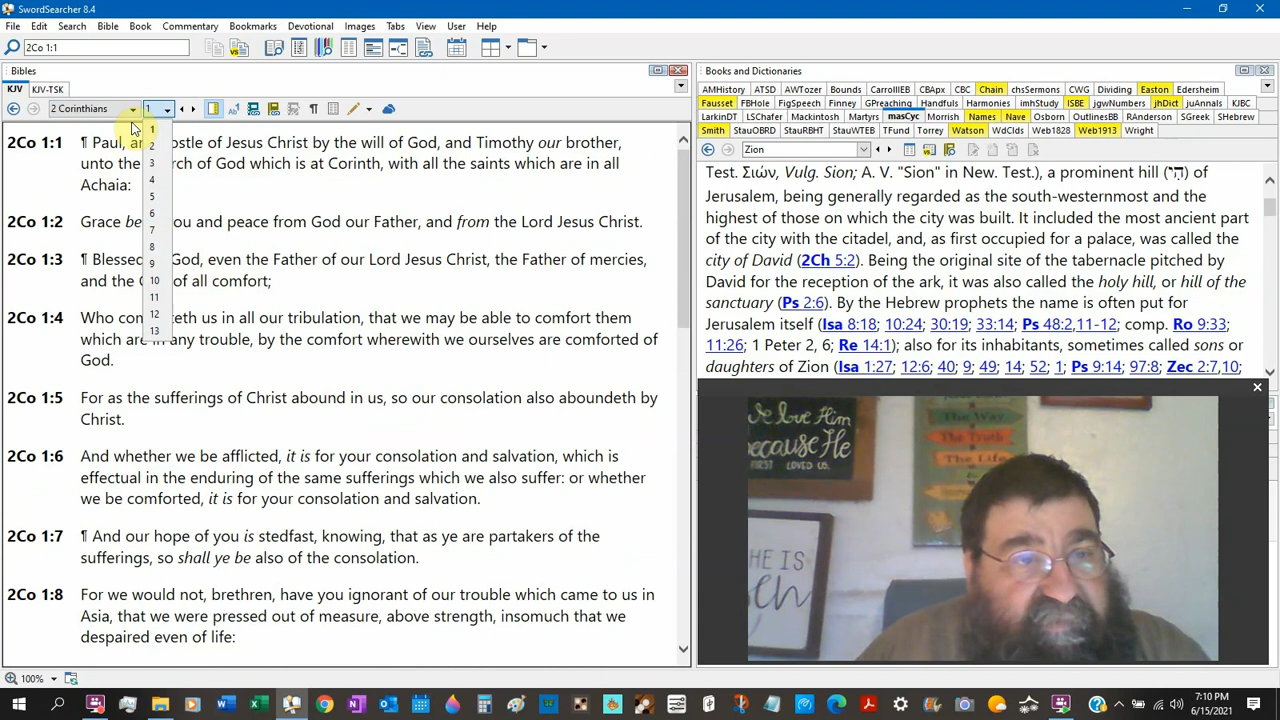 SwordSearcher 8.4
File Edit Search Bible Book Commentary Bookmarks Devotional Images Tabs View User Help
2Co 1:1
Bibles
KJV KJV-TSK
2 Corinthians 1
1
2
3
4
5
6
7
8
9
10
11
12
13
2Co 1:1 ¶ Paul, an apostle of Jesus Christ by the will of God, and Timothy our brother,
unto the church of God which is at Corinth, with all the saints which are in all
Achaia:
2Co 1:2 Grace be you and peace from God our Father, and from the Lord Jesus Christ.
2Co 1:3 ¶ Blessed God, even the Father of our Lord Jesus Christ, the Father of mercies,
and the God of all comfort;
2Co 1:4 Who comforteth us in all our tribulation, that we may be able to comfort them
which are in any trouble, by the comfort wherewith we ourselves are comforted of
God.
2Co 1:5 For as the sufferings of Christ abound in us, so our consolation also aboundeth by
Christ.
2Co 1:6 And whether we be afflicted, it is for your consolation and salvation, which is
effectual in the enduring of the same sufferings which we also suffer: or whether
we be comforted, it is for your consolation and salvation.
2Co 1:7 ¶ And our hope of you is stedfast, knowing, that as ye are partakers of the
sufferings, so shall ye be also of the consolation.
2Co 1:8 For we would not, brethren, have you ignorant of our trouble which came to us in
Asia, that we were pressed out of measure, above strength, insomuch that we
despaired even of life:
100%
Books and Dictionaries
AMHistory ATSD AWTozer Bounds CarrollIEB CAPBk CBC Chain chsSermons CWG Dividing Easton Edersheim
Fausset FBHole FigSpeech Finney GPreaching Handfuls Harmonies imhStudy ISBE jgwNumbers jhDict juAnnals KJBC
LarkinDT LSChafer Mackintosh Martyrs masCyc Morrish Names Nave Osborn OutlinesBB RAnderson SGreek SHebrew
Smith StauOBRD StauRBHT StauWTEB TFund Torrey Watson WdClds Web1828 Web1913 Wright
Zion
Test. Σιών, Vulg. Sion; A. V. "Sion" in New. Test.), a prominent hill (הַי) of
Jerusalem, being generally regarded as the south-westernmost and the
highest of those on which the city was built. It included the most ancient part
of the city with the citadel, and, as first occupied for a palace, was called the
city of David (2Ch 5:2). Being the original site of the tabernacle pitched by
David for the reception of the ark, it was also called the holy hill, or hill of the
sanctuary (Ps 2:6). By the Hebrew prophets the name is often put for
Jerusalem itself (Isa 8:18; 10:24; 30:19; 33:14; Ps 48:2,11-12; comp. Ro 9:33;
11:26; 1 Peter 2, 6; Re 14:1); also for its inhabitants, sometimes called sons or
daughters of Zion (Isa 1:27; 12:6; 40; 9; 49; 14; 52; 1; Ps 9:14; 97:8; Zec 2:7,10;
We love Him
because He
FIRST LOVED US.
The Way
The Truth
The Life
HE IS
7:10 PM
6/15/2021